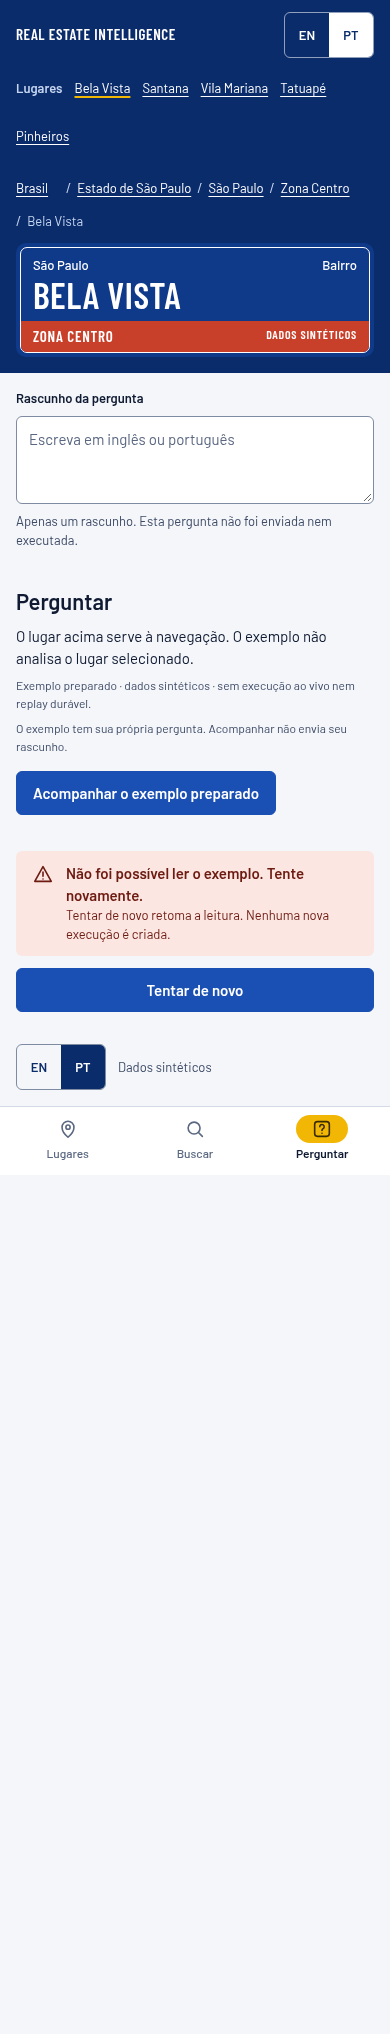 REAL ESTATE INTELLIGENCE
EN PT
Lugares Bela Vista Santana Vila Mariana Tatuapé
Pinheiros
Brasil / Estado de São Paulo / São Paulo / Zona Centro
/ Bela Vista
São Paulo Bairro
BELA VISTA
ZONA CENTRO DADOS SINTÉTICOS
Rascunho da pergunta
Escreva em inglês ou português
Apenas um rascunho. Esta pergunta não foi enviada nem
executada.
Perguntar
O lugar acima serve à navegação. O exemplo não
analisa o lugar selecionado.
Exemplo preparado · dados sintéticos · sem execução ao vivo nem
replay durável.
O exemplo tem sua própria pergunta. Acompanhar não envia seu
rascunho.
Acompanhar o exemplo preparado
Não foi possível ler o exemplo. Tente
novamente.
Tentar de novo retoma a leitura. Nenhuma nova
execução é criada.
Tentar de novo
EN PT Dados sintéticos
Lugares Buscar Perguntar